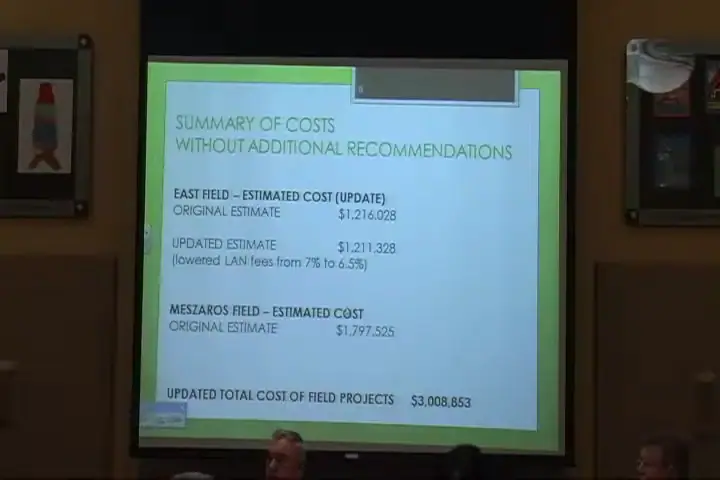 SUMMARY OF COSTS
WITHOUT ADDITIONAL RECOMMENDATIONS
EAST FIELD – ESTIMATED COST (UPDATE)
ORIGINAL ESTIMATE $1,216,028
UPDATED ESTIMATE $1,211,328
(lowered LAN fees from 7% to 6.5%)
MESZAROS FIELD – ESTIMATED COST
ORIGINAL ESTIMATE $1,797,525
UPDATED TOTAL COST OF FIELD PROJECTS $3,008,853